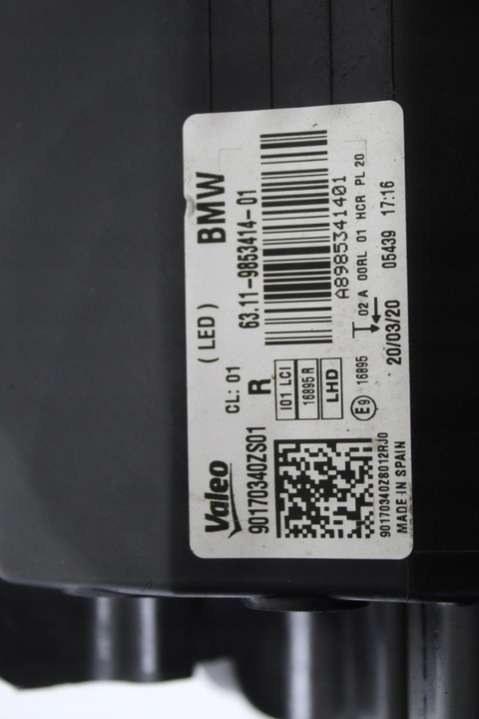 Valeo (LED) BMW
90170340ZS01 CL: 01 63.11-9853414-01
R
A8985341401
I01 LCI
16895 R
LHD
02 A 00RL 01 HCR PL 20
E9 16895
90170340Z8012RJ0 20/03/20 05439 17:16
MADE IN SPAIN